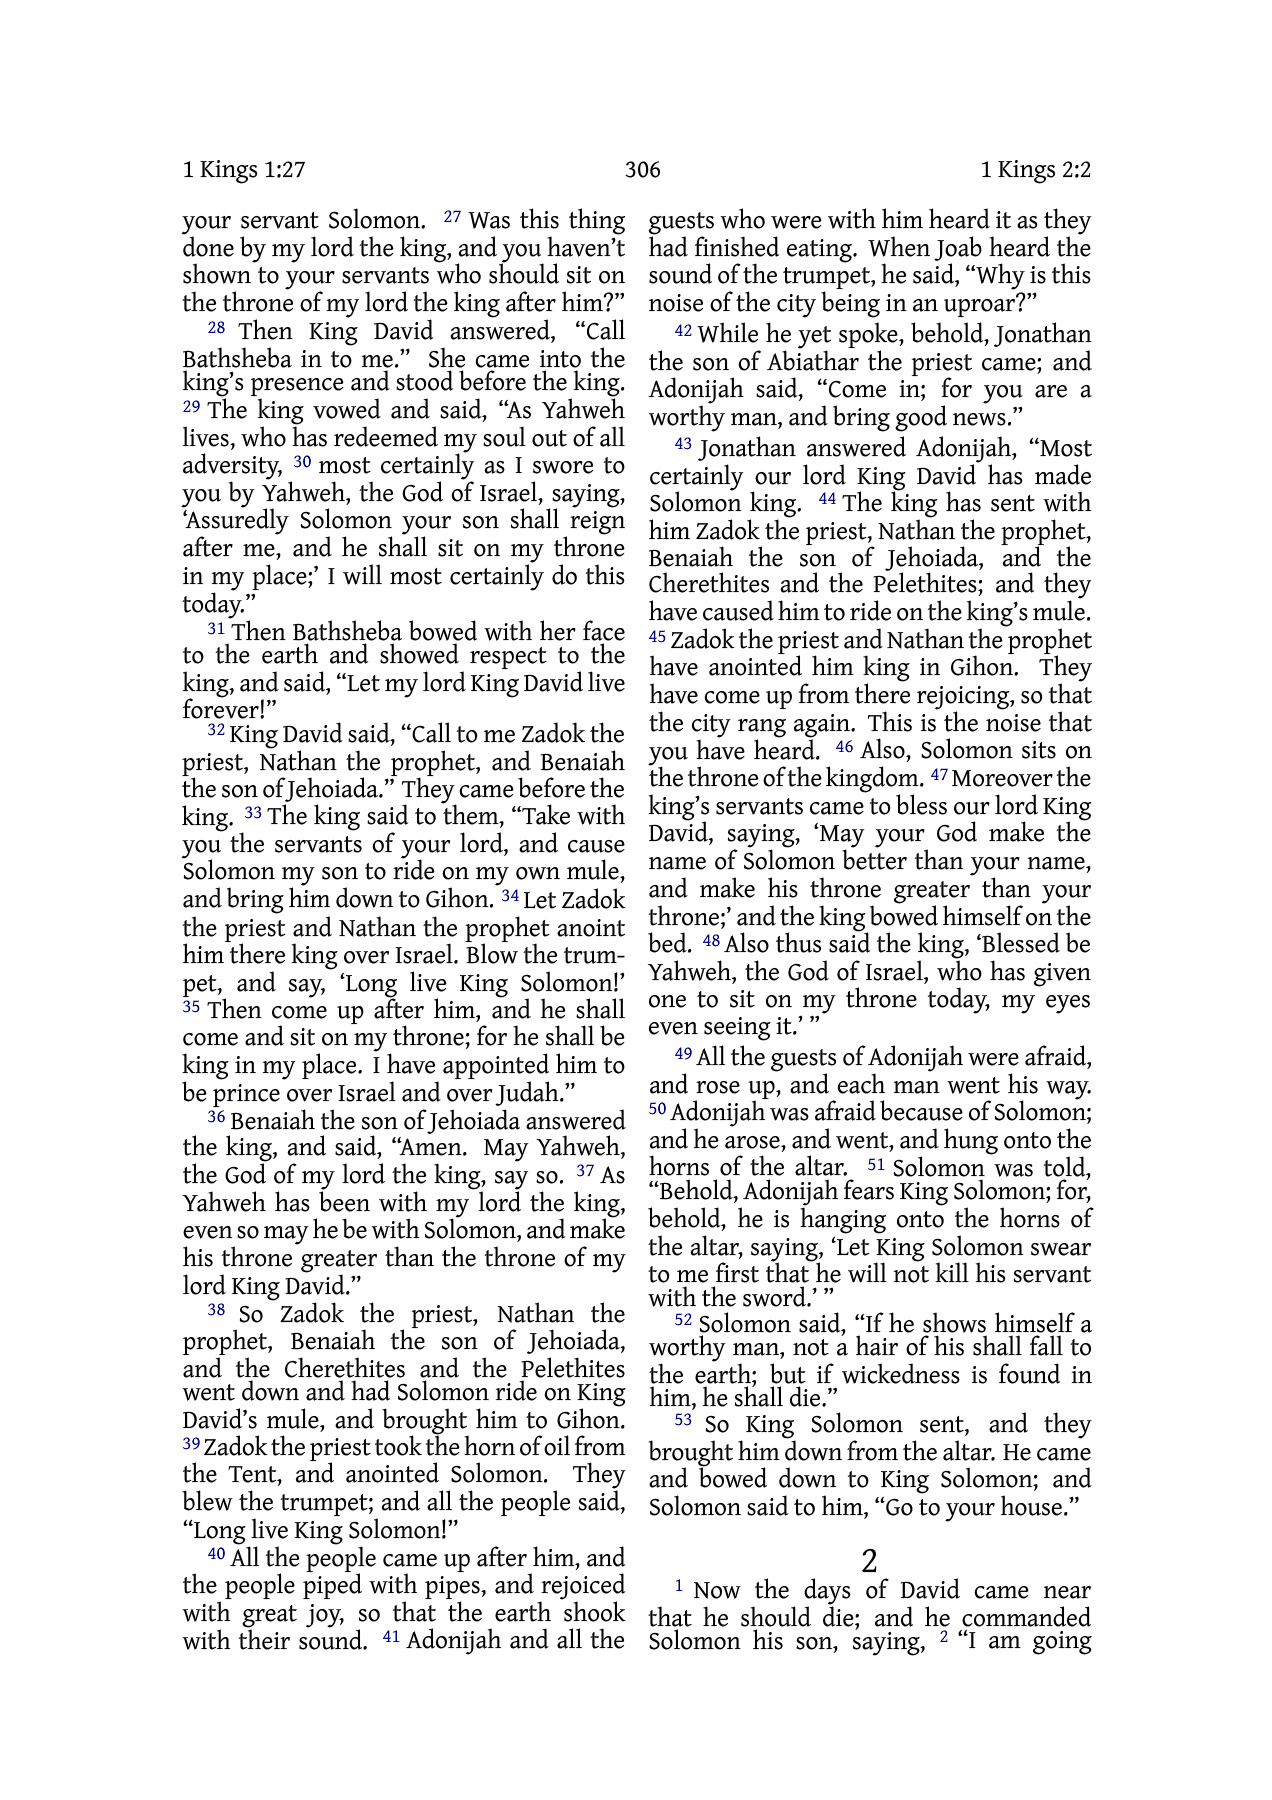 1 Kings 1:27 306 1 Kings 2:2
your servant Solomon. 27 Was this thing
done by my lord the king, and you haven’t
shown to your servants who should sit on
the throne of my lord the king after him?”
28 Then King David answered, “Call
Bathsheba in to me.” She came into the
king’s presence and stood before the king.
29 The king vowed and said, “As Yahweh
lives, who has redeemed my soul out of all
adversity, 30 most certainly as I swore to
you by Yahweh, the God of Israel, saying,
‘Assuredly Solomon your son shall reign
after me, and he shall sit on my throne
in my place;’ I will most certainly do this
today.”
31 Then Bathsheba bowed with her face
to the earth and showed respect to the
king, and said, “Let my lord King David live
forever!”
32 King David said, “Call to me Zadok the
priest, Nathan the prophet, and Benaiah
the son of Jehoiada.” They came before the
king. 33 The king said to them, “Take with
you the servants of your lord, and cause
Solomon my son to ride on my own mule,
and bring him down to Gihon. 34 Let Zadok
the priest and Nathan the prophet anoint
him there king over Israel. Blow the trum-
pet, and say, ‘Long live King Solomon!’
35 Then come up after him, and he shall
come and sit on my throne; for he shall be
king in my place. I have appointed him to
be prince over Israel and over Judah.”
36 Benaiah the son of Jehoiada answered
the king, and said, “Amen. May Yahweh,
the God of my lord the king, say so. 37 As
Yahweh has been with my lord the king,
even so may he be with Solomon, and make
his throne greater than the throne of my
lord King David.”
38 So Zadok the priest, Nathan the
prophet, Benaiah the son of Jehoiada,
and the Cherethites and the Pelethites
went down and had Solomon ride on King
David’s mule, and brought him to Gihon.
39 Zadok the priest took the horn of oil from
the Tent, and anointed Solomon. They
blew the trumpet; and all the people said,
“Long live King Solomon!”
40 All the people came up after him, and
the people piped with pipes, and rejoiced
with great joy, so that the earth shook
with their sound. 41 Adonijah and all the
guests who were with him heard it as they
had finished eating. When Joab heard the
sound of the trumpet, he said, “Why is this
noise of the city being in an uproar?”
42 While he yet spoke, behold, Jonathan
the son of Abiathar the priest came; and
Adonijah said, “Come in; for you are a
worthy man, and bring good news.”
43 Jonathan answered Adonijah, “Most
certainly our lord King David has made
Solomon king. 44 The king has sent with
him Zadok the priest, Nathan the prophet,
Benaiah the son of Jehoiada, and the
Cherethites and the Pelethites; and they
have caused him to ride on the king’s mule.
45 Zadok the priest and Nathan the prophet
have anointed him king in Gihon. They
have come up from there rejoicing, so that
the city rang again. This is the noise that
you have heard. 46 Also, Solomon sits on
the throne of the kingdom. 47 Moreover the
king’s servants came to bless our lord King
David, saying, ‘May your God make the
name of Solomon better than your name,
and make his throne greater than your
throne;’ and the king bowed himself on the
bed. 48 Also thus said the king, ‘Blessed be
Yahweh, the God of Israel, who has given
one to sit on my throne today, my eyes
even seeing it.’ ”
49 All the guests of Adonijah were afraid,
and rose up, and each man went his way.
50 Adonijah was afraid because of Solomon;
and he arose, and went, and hung onto the
horns of the altar. 51 Solomon was told,
“Behold, Adonijah fears King Solomon; for,
behold, he is hanging onto the horns of
the altar, saying, ‘Let King Solomon swear
to me first that he will not kill his servant
with the sword.’ ”
52 Solomon said, “If he shows himself a
worthy man, not a hair of his shall fall to
the earth; but if wickedness is found in
him, he shall die.”
53 So King Solomon sent, and they
brought him down from the altar. He came
and bowed down to King Solomon; and
Solomon said to him, “Go to your house.”
2
1 Now the days of David came near
that he should die; and he commanded
Solomon his son, saying, 2 “I am going